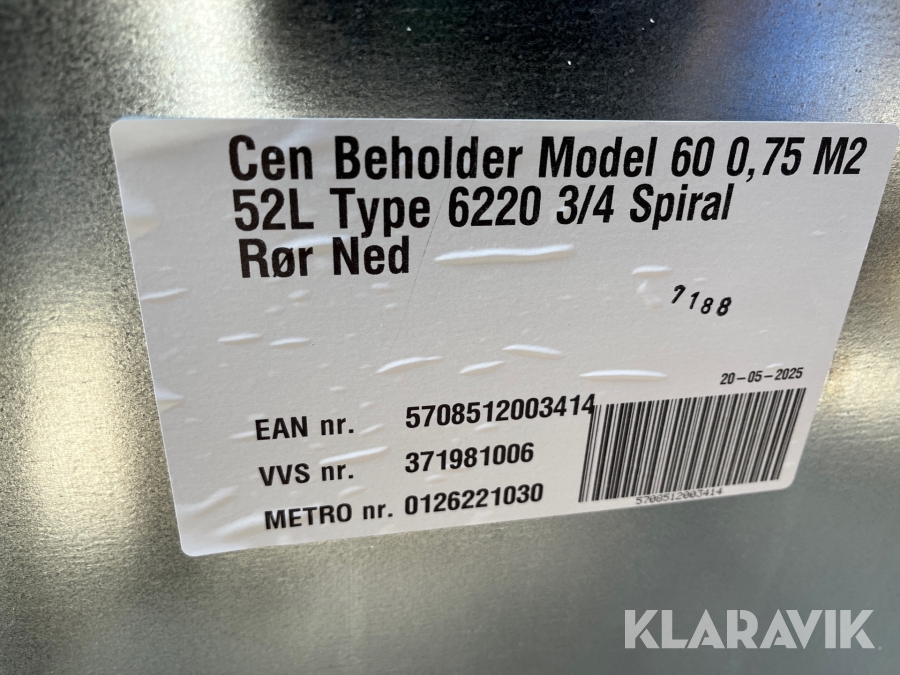 Cen Beholder Model 60 0,75 M2
52L Type 6220 3/4 Spiral
Rør Ned
7188
20-05-2025
EAN nr. 5708512003414
VVS nr. 371981006
METRO nr. 0126221030
5708512003414
KLARAVIK